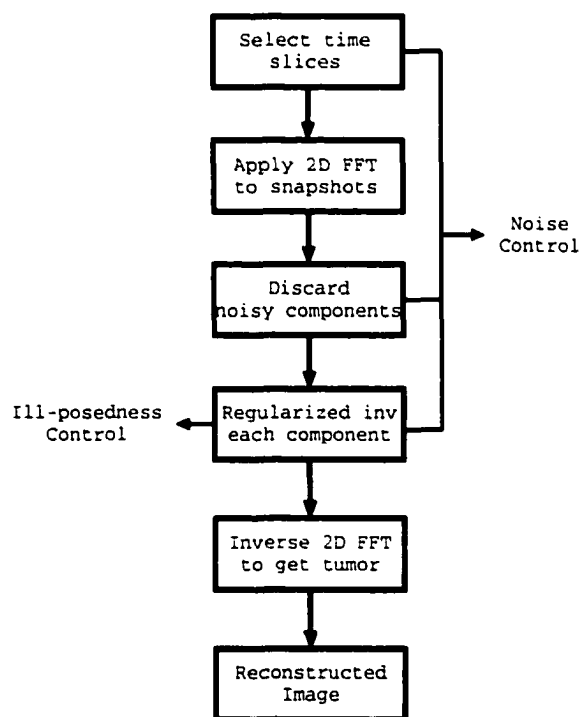 Select time
slices
Apply 2D FFT
to snapshots
Noise
Control
Discard
noisy components
Ill-posedness
Control
Regularized inv
each component
Inverse 2D FFT
to get tumor
Reconstructed
Image